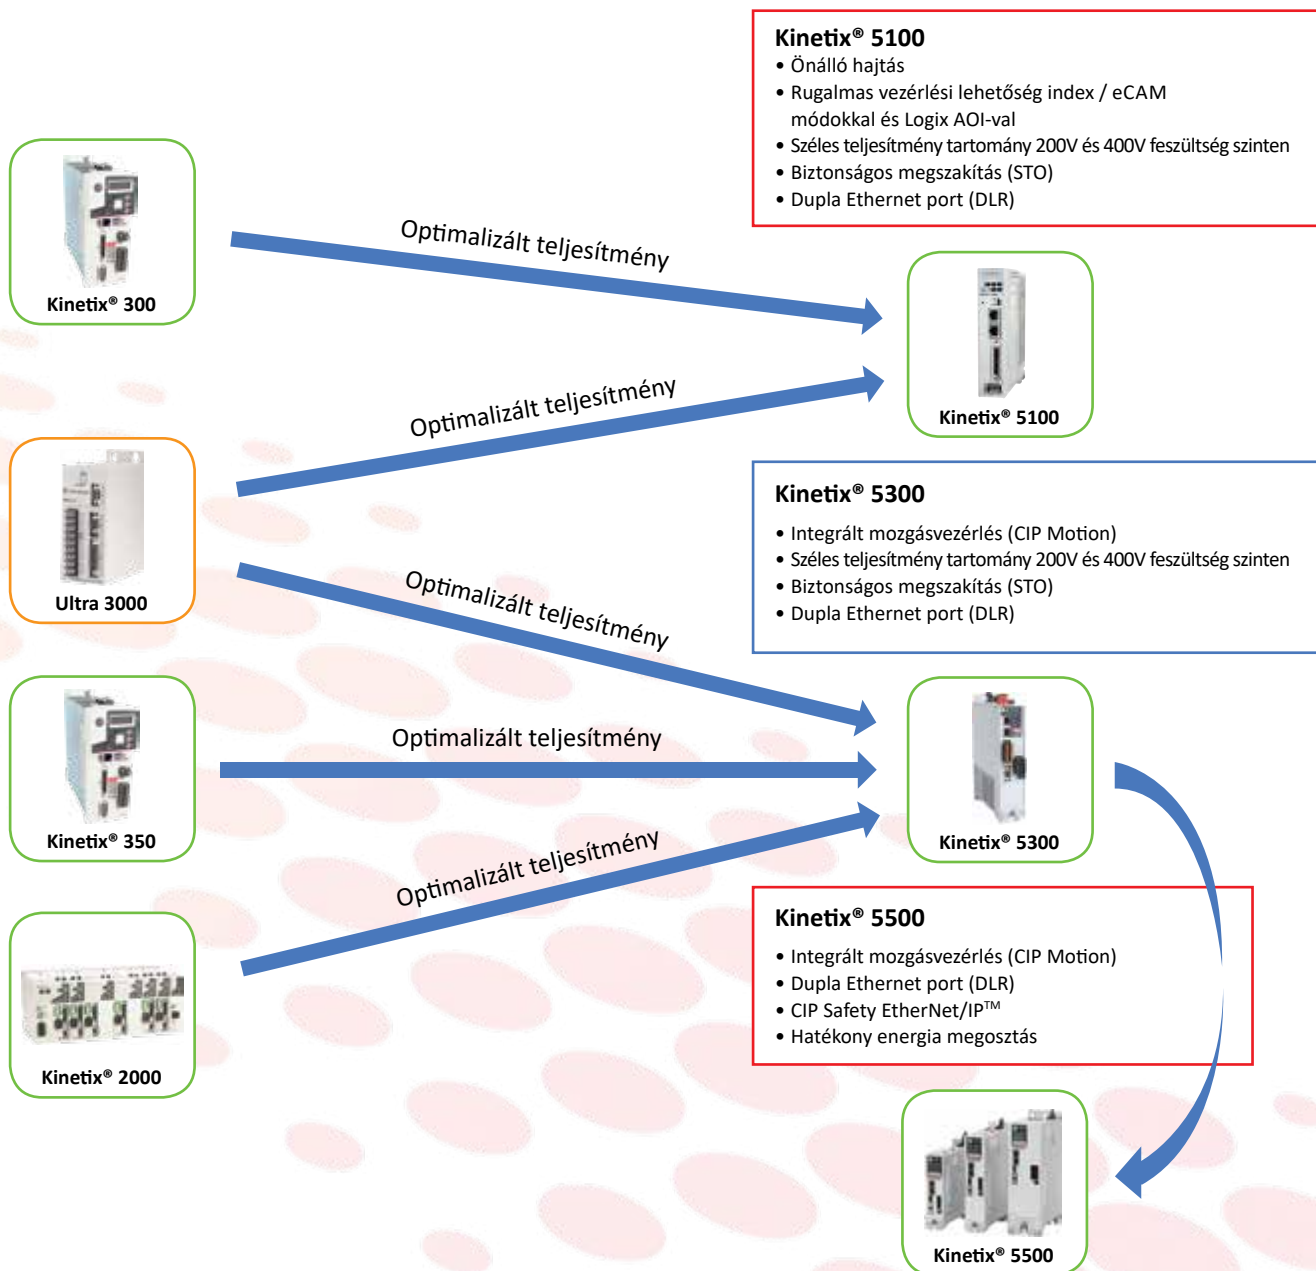 Kinetix® 5100
• Önálló hajtás
• Rugalmas vezérlési lehetőség index / eCAM
módokkal és Logix AOI-val
• Széles teljesítmény tartomány 200V és 400V feszültség szinten
• Biztonságos megszakítás (STO)
• Dupla Ethernet port (DLR)
Kinetix® 300
Optimalizált teljesítmény
Kinetix® 5100
Optimalizált teljesítmény
Ultra 3000
Kinetix® 5300
• Integrált mozgásvezérlés (CIP Motion)
• Széles teljesítmény tartomány 200V és 400V feszültség szinten
• Biztonságos megszakítás (STO)
• Dupla Ethernet port (DLR)
Optimalizált teljesítmény
Kinetix® 350
Optimalizált teljesítmény
Kinetix® 5300
Optimalizált teljesítmény
Kinetix® 2000
Kinetix® 5500
• Integrált mozgásvezérlés (CIP Motion)
• Dupla Ethernet port (DLR)
• CIP Safety EtherNet/IP™
• Hatékony energia megosztás
Kinetix® 5500